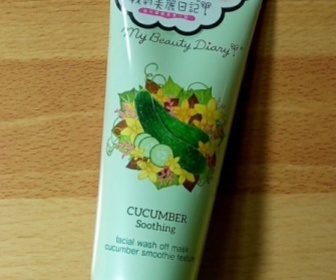 我的美麗日記
My Beauty Diary
CUCUMBER
Soothing
facial wash off mask
cucumber smoothie texture